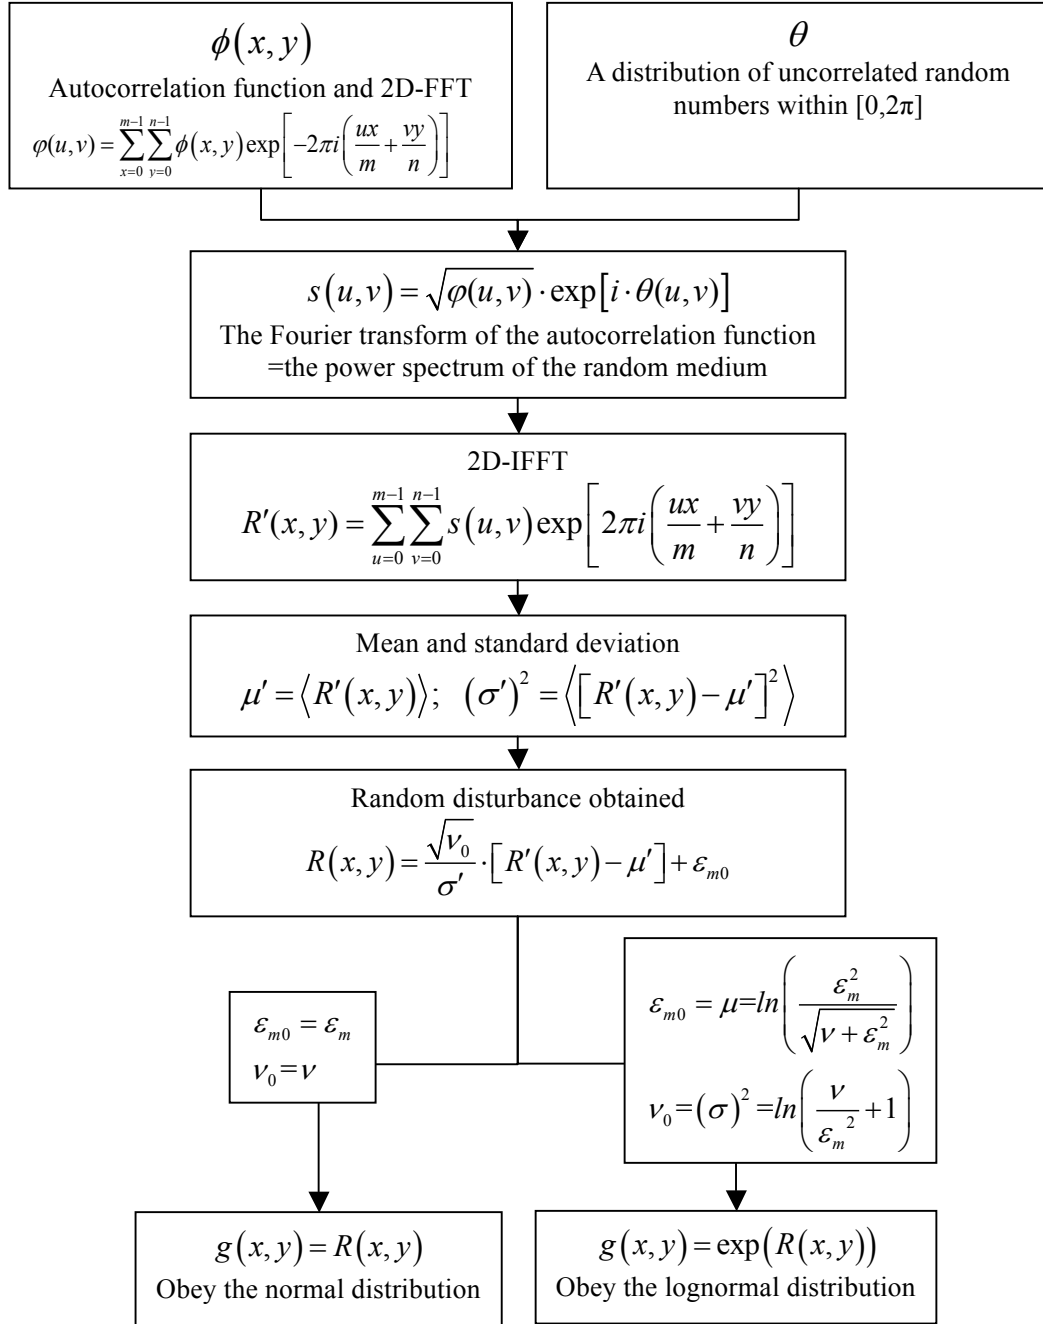 ϕ(x, y)
Autocorrelation function and 2D-FFT
φ(u,v) = ∑_{x=0}^{m−1} ∑_{y=0}^{n−1} ϕ(x, y) exp[−2πi(ux/m + vy/n)]
θ
A distribution of uncorrelated random
numbers within [0,2π]
s(u,v) = √φ(u,v) · exp[i · θ(u,v)]
The Fourier transform of the autocorrelation function
=the power spectrum of the random medium
2D-IFFT
R′(x, y) = ∑_{u=0}^{m−1} ∑_{v=0}^{n−1} s(u,v) exp[2πi(ux/m + vy/n)]
Mean and standard deviation
μ′ = ⟨R′(x, y)⟩; (σ′)² = ⟨[R′(x, y) − μ′]²⟩
Random disturbance obtained
R(x, y) = √ν₀/σ′ · [R′(x, y) − μ′] + ε_{m0}
ε_{m0} = ε_m
ν₀=ν
ε_{m0} = μ=ln(ε_m²/√(ν + ε_m²))
ν₀=(σ)²=ln(ν/ε_m² +1)
g(x, y) = R(x, y)
Obey the normal distribution
g(x, y) = exp(R(x, y))
Obey the lognormal distribution